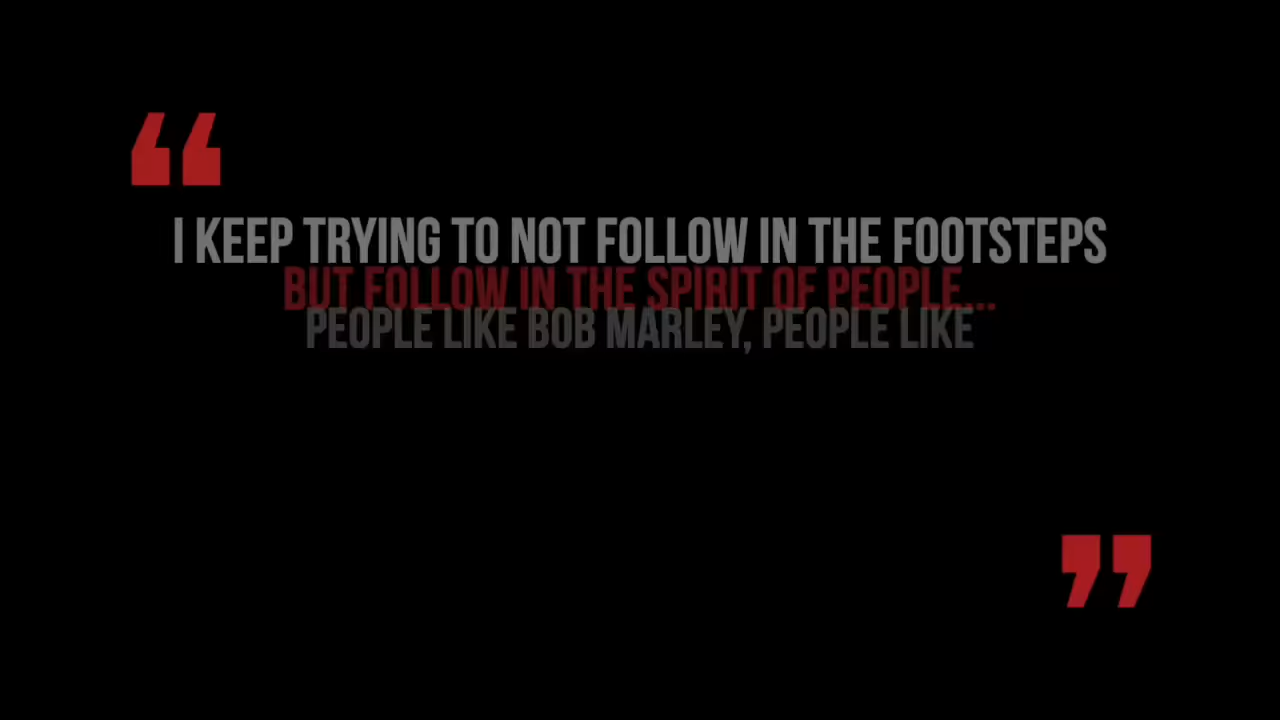 “
I KEEP TRYING TO NOT FOLLOW IN THE FOOTSTEPS
BUT FOLLOW IN THE SPIRIT OF PEOPLE...
PEOPLE LIKE BOB MARLEY, PEOPLE LIKE
”